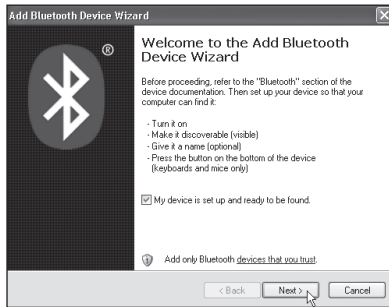 Add Bluetooth Device Wizard
®
Welcome to the Add Bluetooth
Device Wizard
Before proceeding, refer to the "Bluetooth" section of the
device documentation. Then set up your device so that your
computer can find it:
- Turn it on
- Make it discoverable (visible)
- Give it a name (optional)
- Press the button on the bottom of the device
(keyboards and mice only)
My device is set up and ready to be found.
Add only Bluetooth devices that you trust.
< Back Next > Cancel